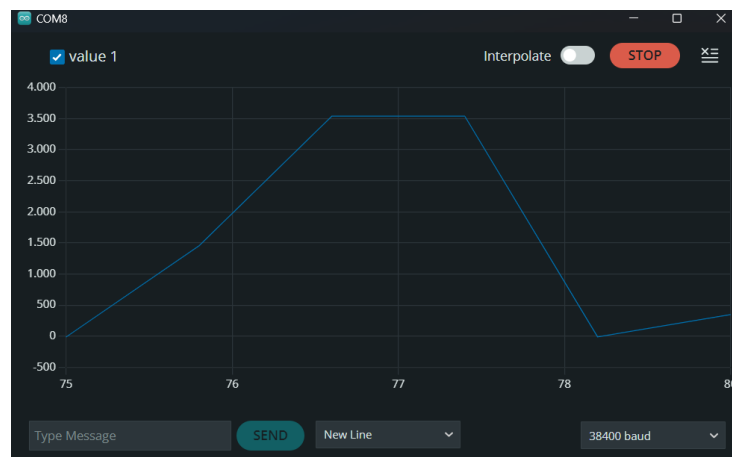 COM8
value 1
Interpolate
STOP
4.000
3.500
3.000
2.500
2.000
1.500
1.000
500
0
-500
75 76 77 78 8
Type Message
SEND
New Line
38400 baud